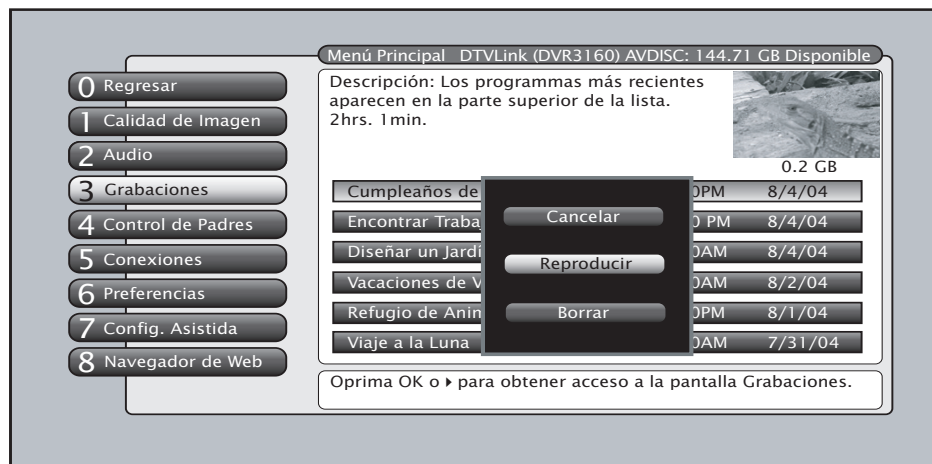 Menú Principal DTVLink (DVR3160) AVDISC: 144.71 GB Disponible
0 Regresar
1 Calidad de Imagen
2 Audio
3 Grabaciones
4 Control de Padres
5 Conexiones
6 Preferencias
7 Config. Asistida
8 Navegador de Web
Descripción: Los programmas más recientes
aparecen en la parte superior de la lista.
2hrs. 1min.
0.2 GB
Cumpleaños de 0PM 8/4/04
Encontrar Traba 0 PM 8/4/04
Diseñar un Jardí 0AM 8/4/04
Vacaciones de V 0AM 8/2/04
Refugio de Anim 0PM 8/1/04
Viaje a la Luna 0AM 7/31/04
Cancelar
Reproducir
Borrar
Oprima OK o para obtener acceso a la pantalla Grabaciones.